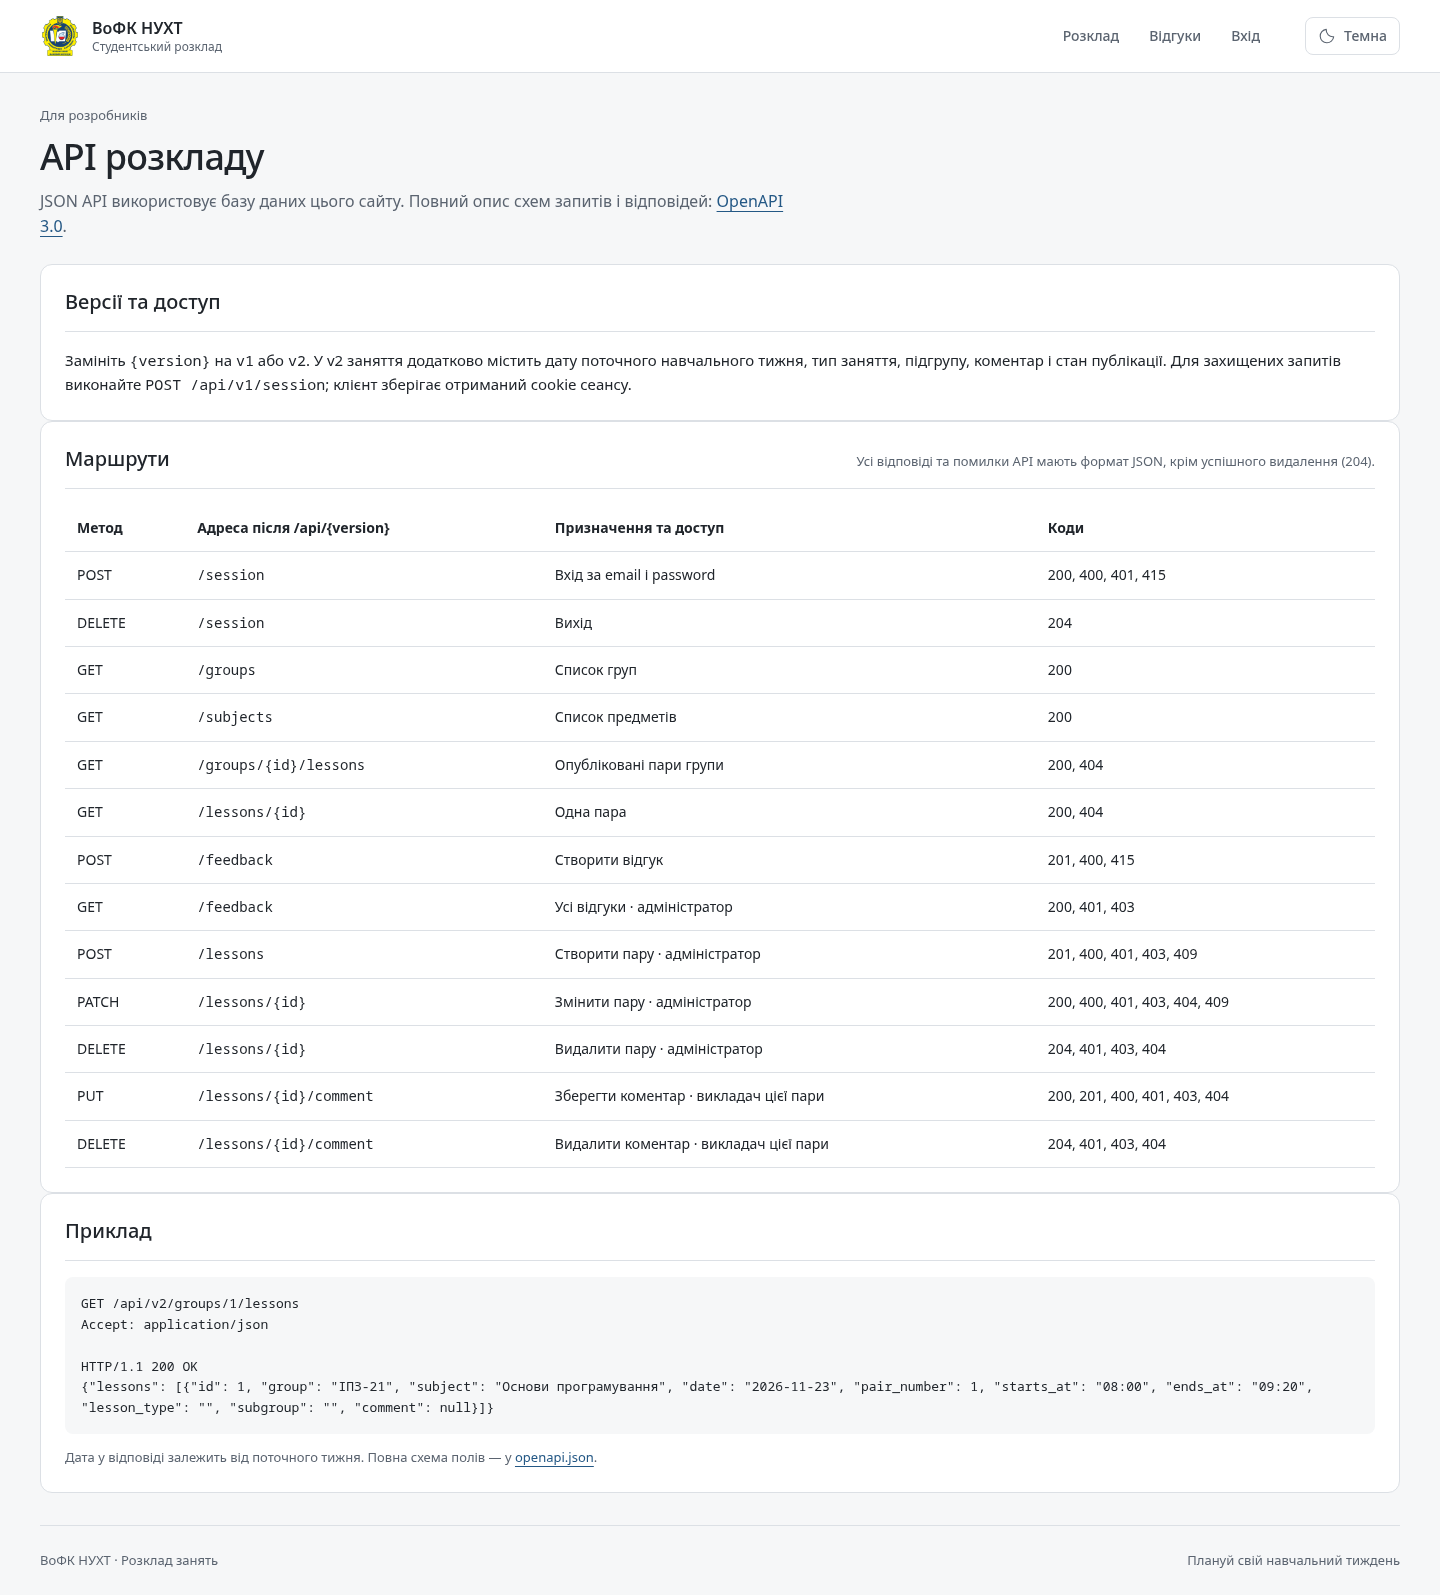 ВоФК НУХТ
Студентський розклад
Розклад
Відгуки
Вхід
Темна
Для розробників
API розкладу
JSON API використовує базу даних цього сайту. Повний опис схем запитів і відповідей: OpenAPI
3.0.
Версії та доступ
Замініть {version} на v1 або v2. У v2 заняття додатково містить дату поточного навчального тижня, тип заняття, підгрупу, коментар і стан публікації. Для захищених запитів
виконайте POST /api/v1/session; клієнт зберігає отриманий cookie сеансу.
Маршрути
Усі відповіді та помилки API мають формат JSON, крім успішного видалення (204).
Метод Адреса після /api/{version} Призначення та доступ Коди
POST /session Вхід за email і password 200, 400, 401, 415
DELETE /session Вихід 204
GET /groups Список груп 200
GET /subjects Список предметів 200
GET /groups/{id}/lessons Опубліковані пари групи 200, 404
GET /lessons/{id} Одна пара 200, 404
POST /feedback Створити відгук 201, 400, 415
GET /feedback Усі відгуки · адміністратор 200, 401, 403
POST /lessons Створити пару · адміністратор 201, 400, 401, 403, 409
PATCH /lessons/{id} Змінити пару · адміністратор 200, 400, 401, 403, 404, 409
DELETE /lessons/{id} Видалити пару · адміністратор 204, 401, 403, 404
PUT /lessons/{id}/comment Зберегти коментар · викладач цієї пари 200, 201, 400, 401, 403, 404
DELETE /lessons/{id}/comment Видалити коментар · викладач цієї пари 204, 401, 403, 404
Приклад
GET /api/v2/groups/1/lessons
Accept: application/json
HTTP/1.1 200 OK
{"lessons": [{"id": 1, "group": "ІПЗ-21", "subject": "Основи програмування", "date": "2026-11-23", "pair_number": 1, "starts_at": "08:00", "ends_at": "09:20",
"lesson_type": "", "subgroup": "", "comment": null}]}
Дата у відповіді залежить від поточного тижня. Повна схема полів — у openapi.json.
ВоФК НУХТ · Розклад занять
Плануй свій навчальний тиждень